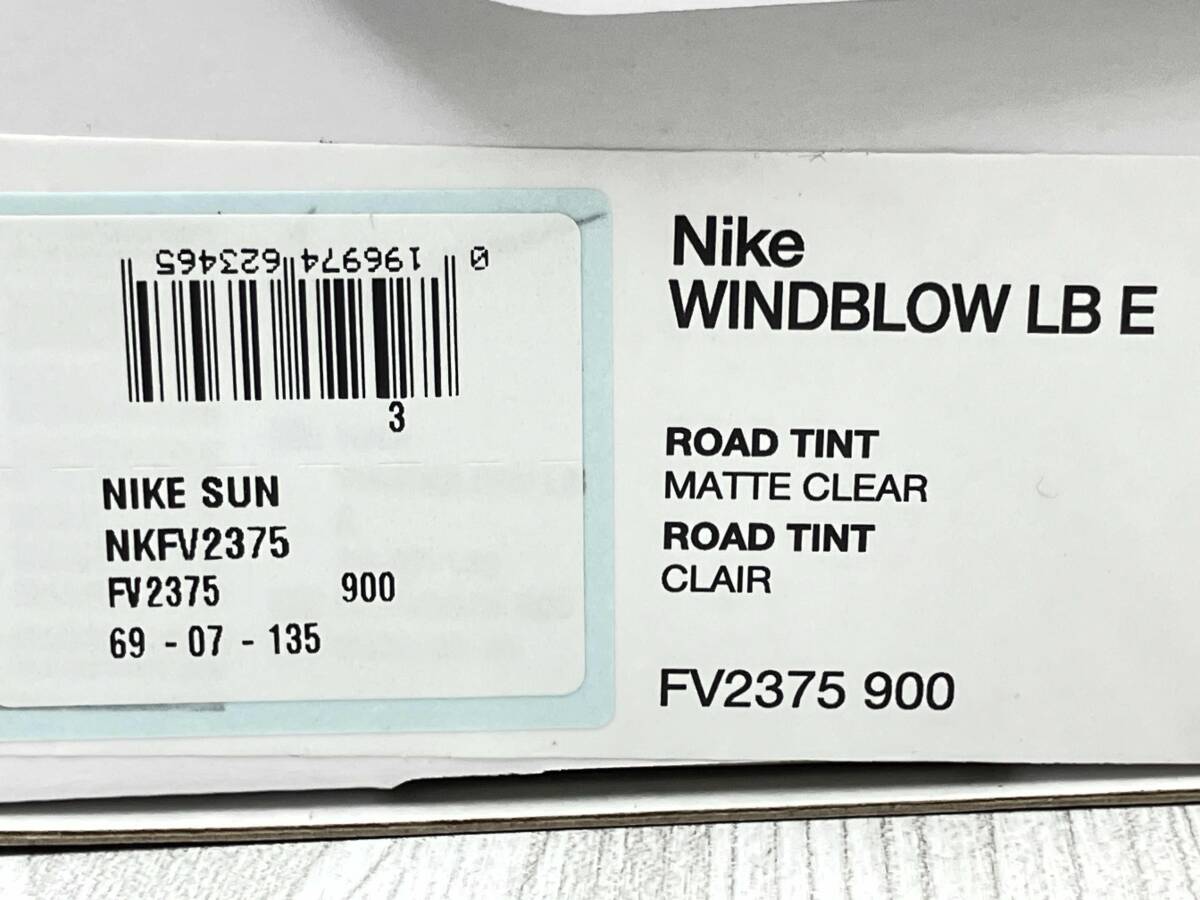 0 196974 623465
3
NIKE SUN
NKFV2375
FV2375 900
69 - 07 - 135
Nike
WINDBLOW LB E
ROAD TINT
MATTE CLEAR
ROAD TINT
CLAIR
FV2375 900